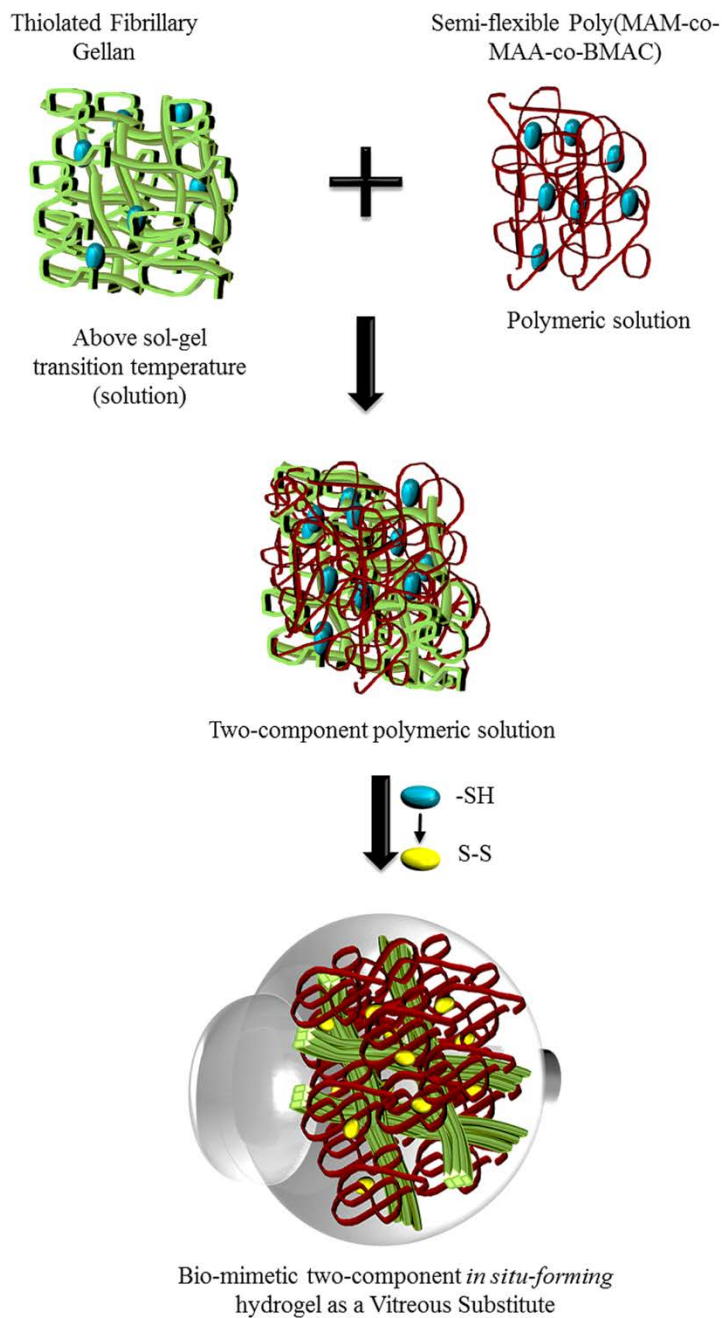 Thiolated Fibrillary
Gellan
Semi-flexible Poly(MAM-co-
MAA-co-BMAC)
Above sol-gel
transition temperature
(solution)
Polymeric solution
Two-component polymeric solution
-SH
S-S
Bio-mimetic two-component in situ-forming
hydrogel as a Vitreous Substitute